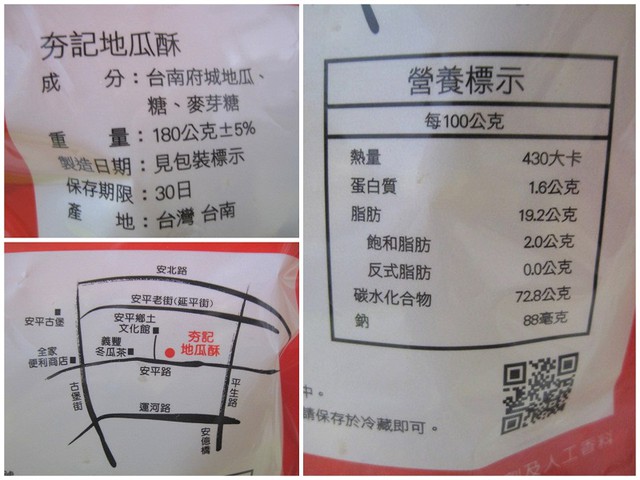 夯記地瓜酥
成 分：台南府城地瓜、
糖、麥芽糖
重 量：180公克±5%
製造日期：見包裝標示
保存期限：30日
產 地：台灣 台南
安北路
安平老街(延平街)
安平古堡
安平鄉土
文化館
夯記
地瓜酥
義豐
冬瓜茶
全家
便利商店
安平路
古堡街
平生路
運河路
安億橋
營養標示
每100公克
熱量 430大卡
蛋白質 1.6公克
脂肪 19.2公克
飽和脂肪 2.0公克
反式脂肪 0.0公克
碳水化合物 72.8公克
鈉 88毫克
中。
請保存於冷藏即可。
及人工香料